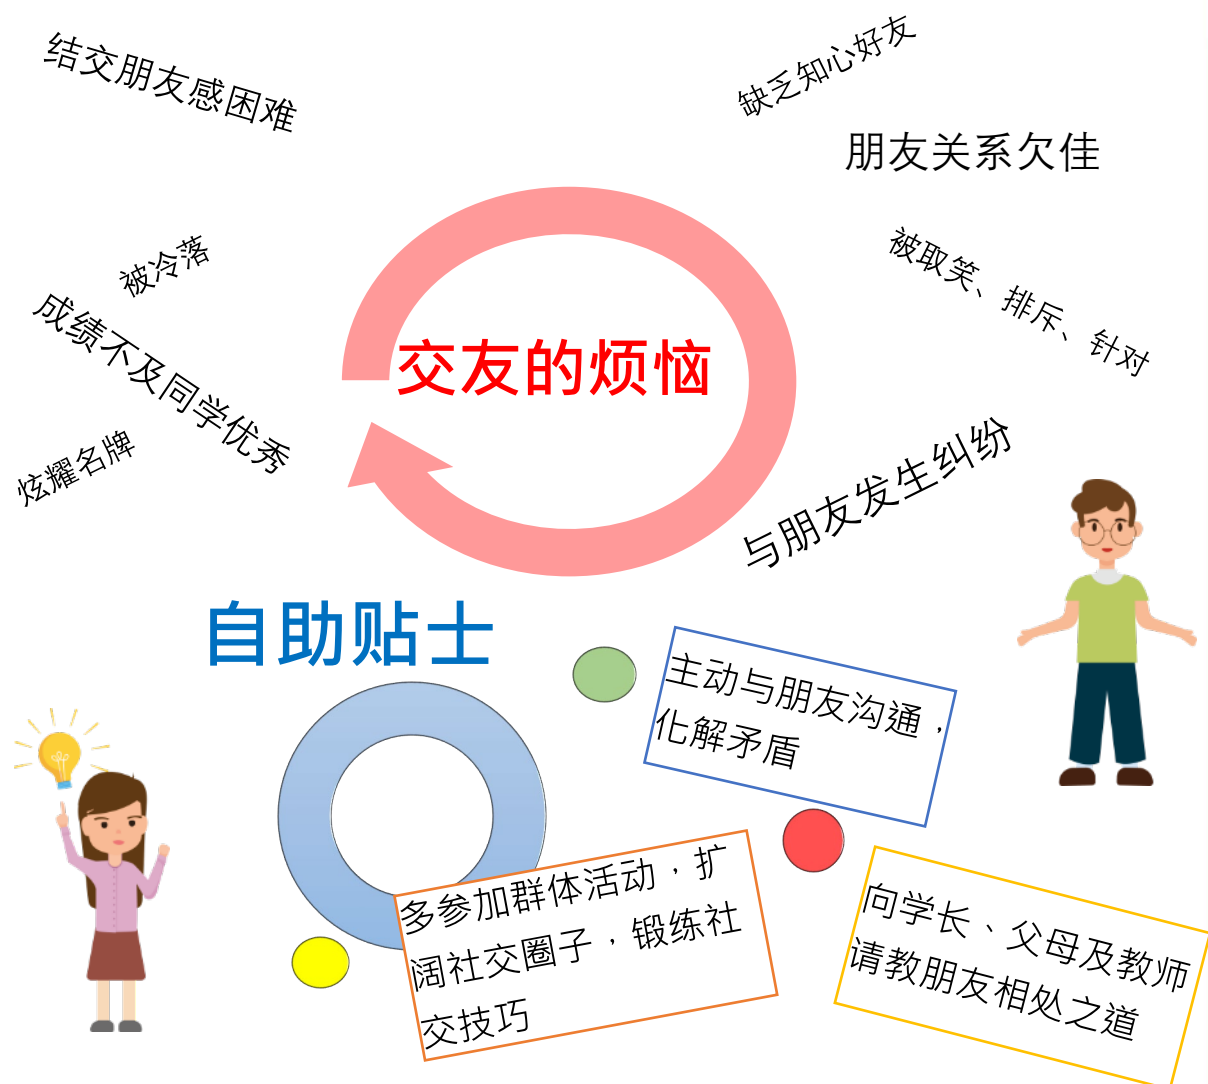 结交朋友感困难
缺乏知心好友
朋友关系欠佳
被冷落
被取笑、排斥、针对
成绩不及同学优秀
交友的烦恼
炫耀名牌
与朋友发生纠纷
自助贴士
主动与朋友沟通，
化解矛盾
多参加群体活动，扩
阔社交圈子，锻练社
交技巧
向学长、父母及教师
请教朋友相处之道